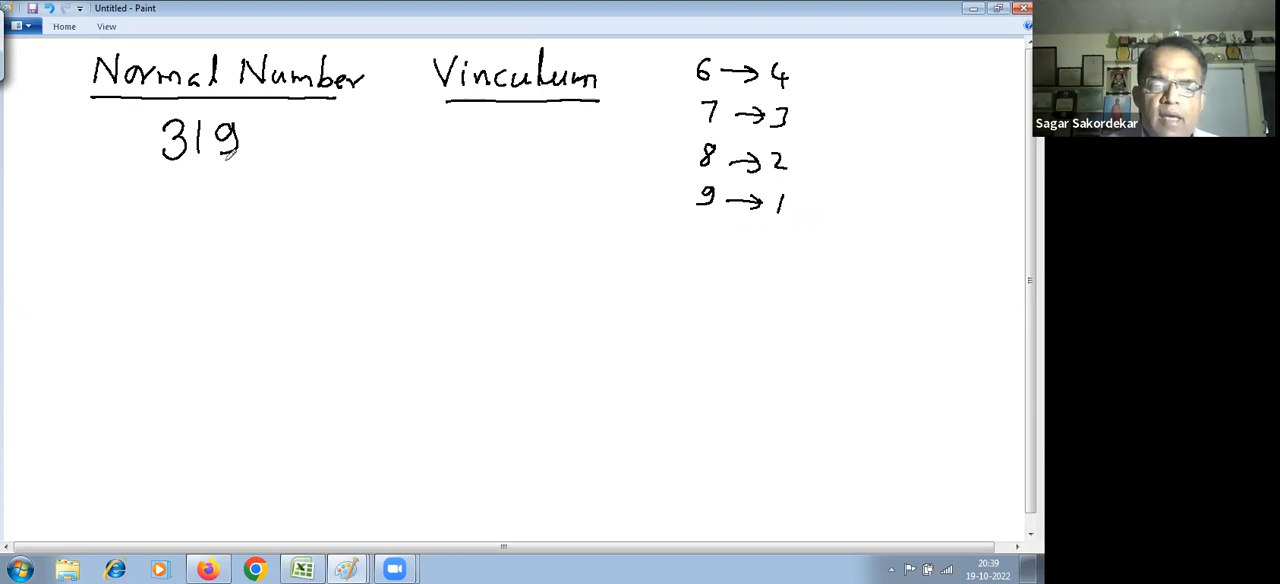 Untitled - Paint
Home View
Normal Number Vinculum
319
6 → 4
7 → 3
8 → 2
9 → 1
Sagar Sakordekar
20:39
19-10-2022